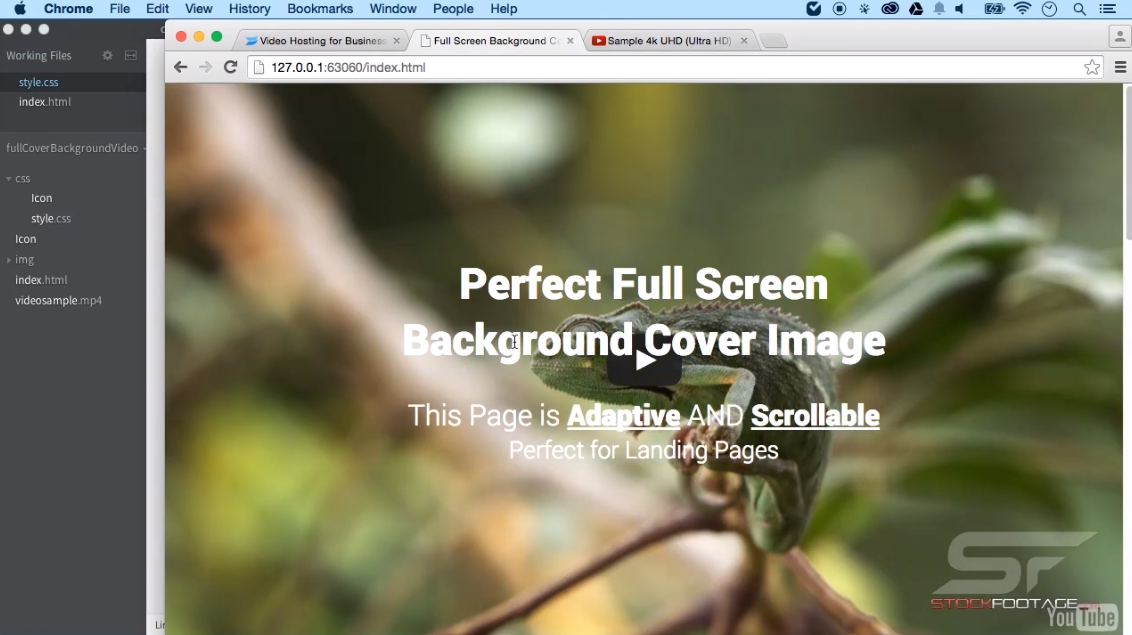 Chrome File Edit View History Bookmarks Window People Help
Working Files
style.css
index.html
fullCoverBackgroundVideo
css
Icon
style.css
Icon
img
index.html
videosample.mp4
Video Hosting for Business
Full Screen Background Co
Sample 4k UHD (Ultra HD)
127.0.0.1:63060/index.html
Perfect Full Screen
Background Cover Image
This Page is Adaptive AND Scrollable
Perfect for Landing Pages
SF
STOCKFOOTAGE
YouTube